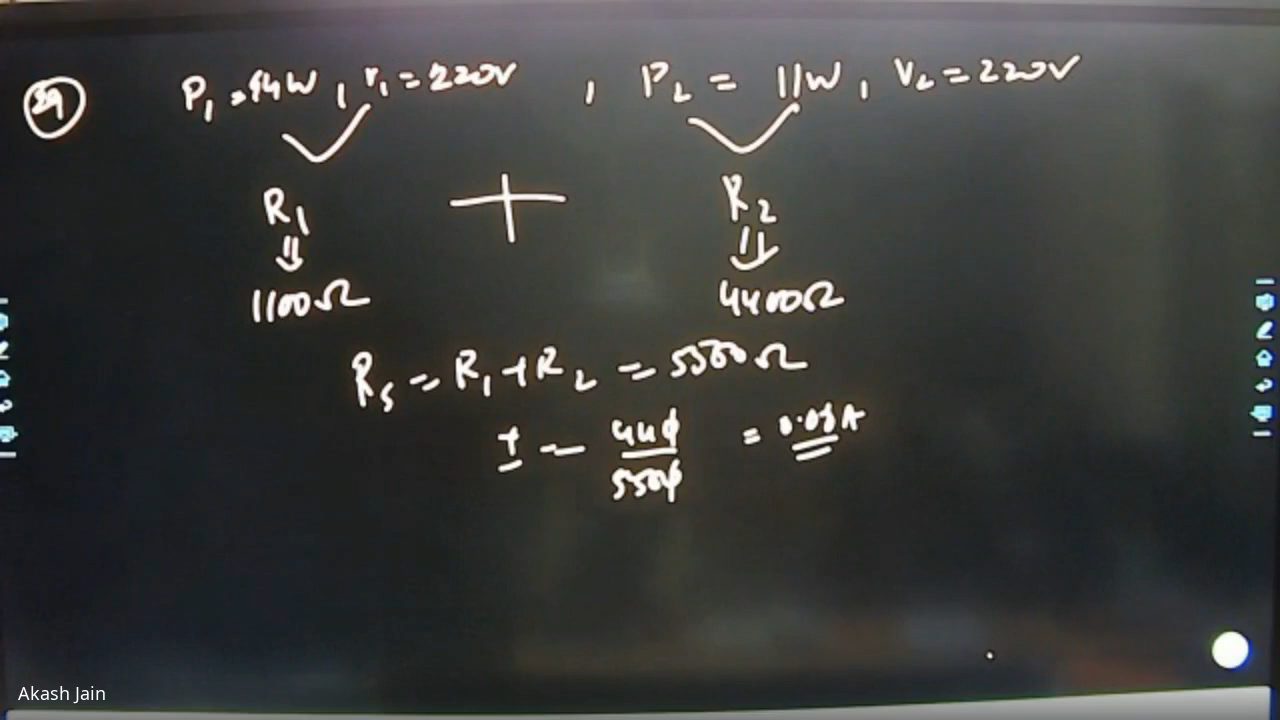 29
P₁ = 44W, V₁ = 220V, P₂ = 11W, V₂ = 220V
R₁ + R₂
⇓ ⇓
1100Ω 4400Ω
Rs = R₁ + R₂ = 5500Ω
I = 440/5500 = 0.08A
Akash Jain